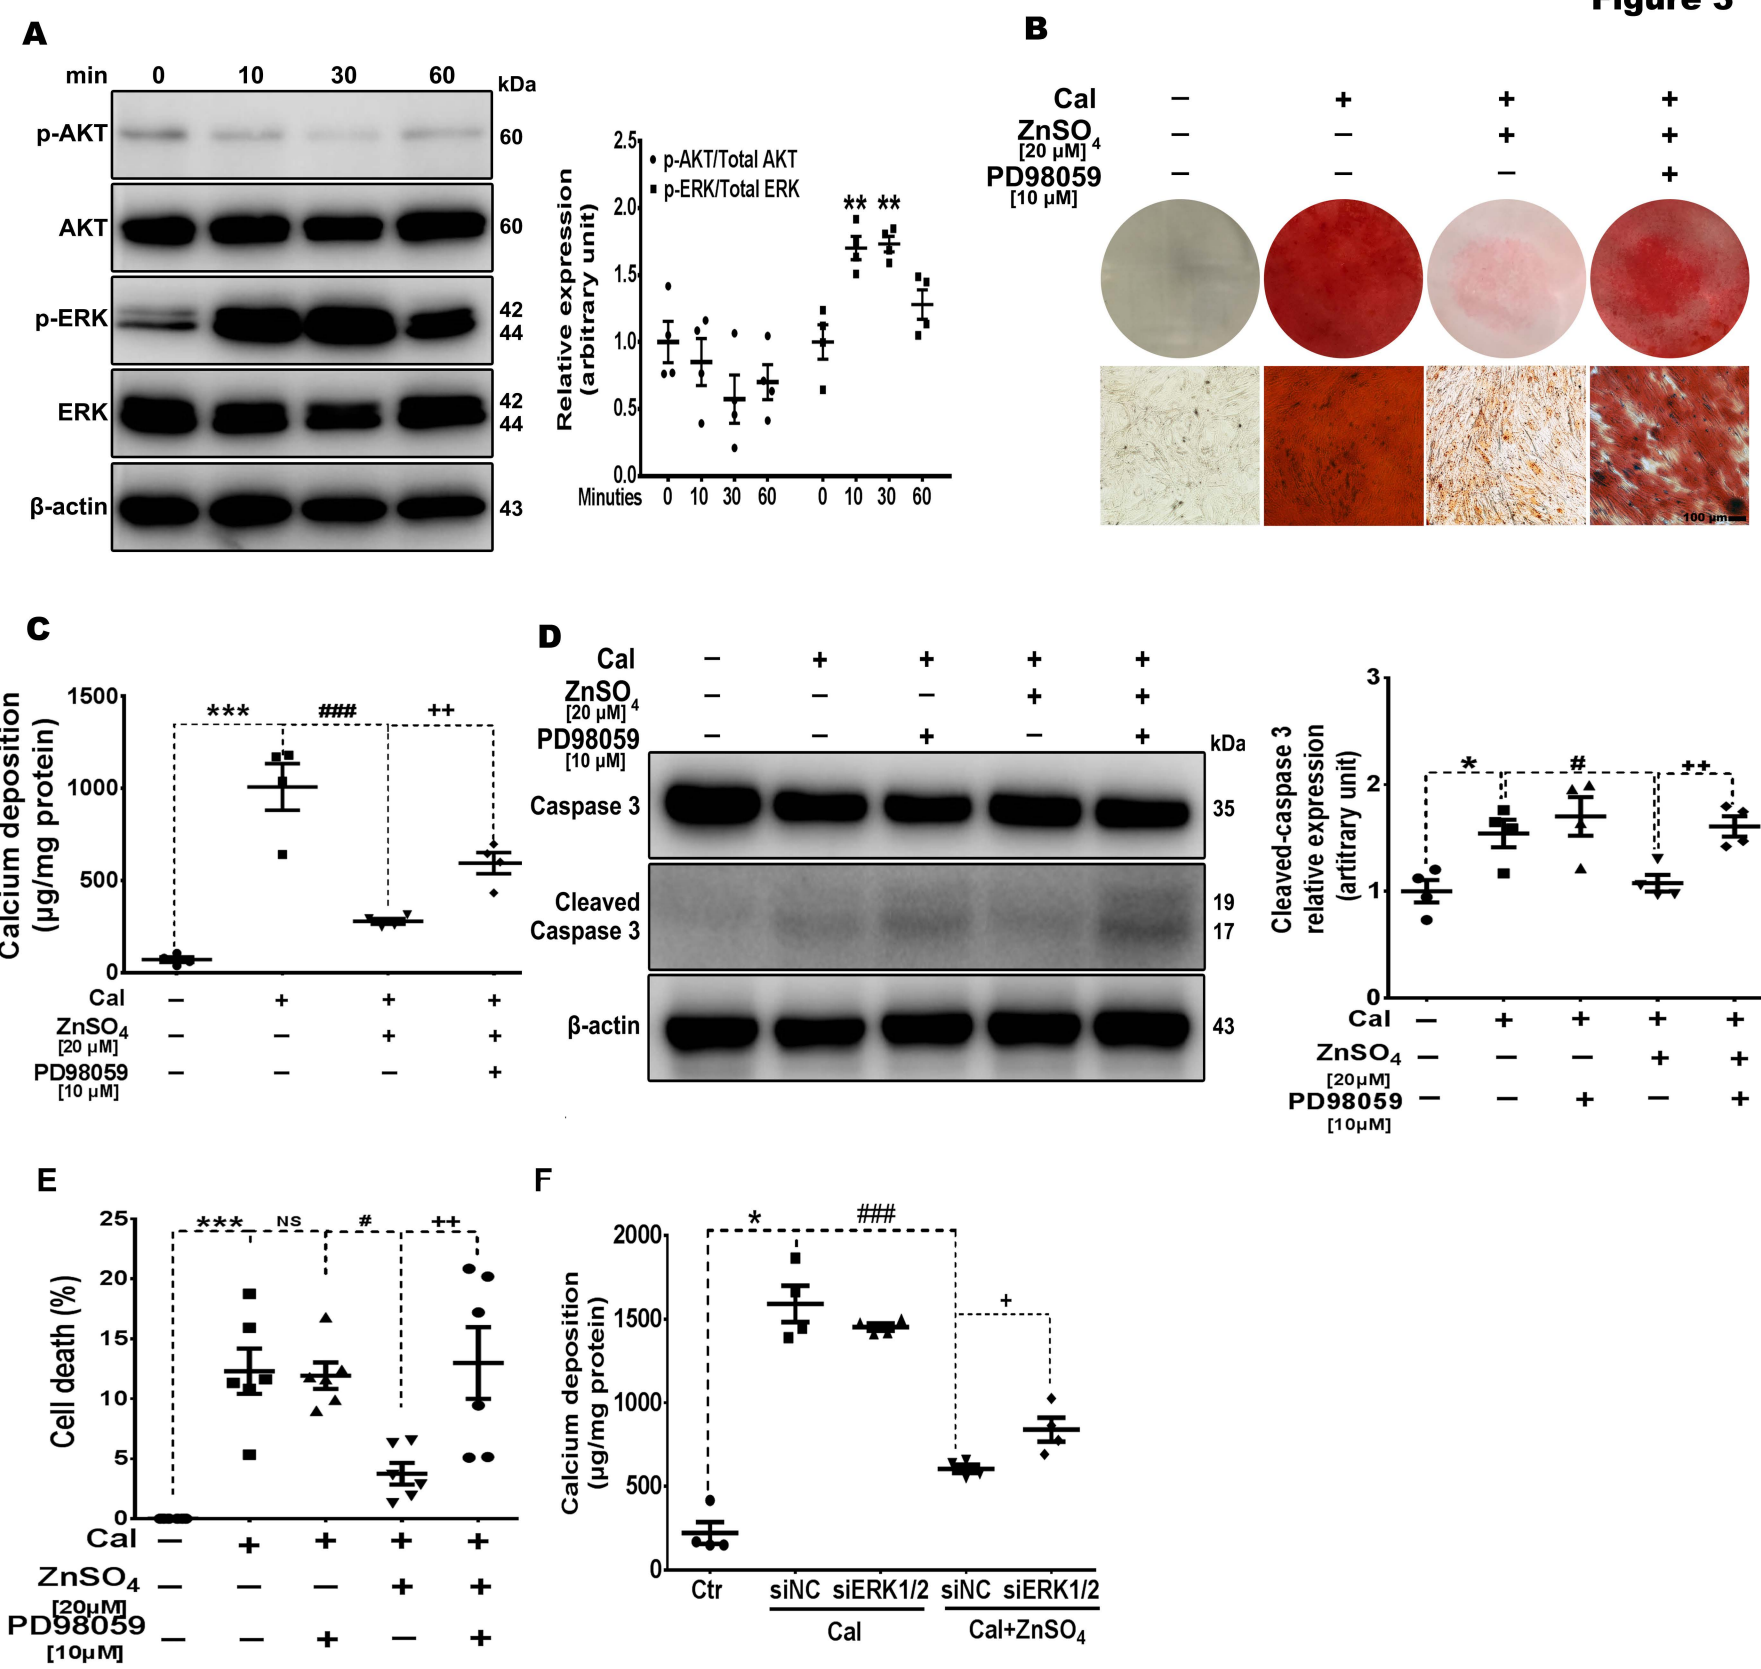 Figure 3
A
min 0 10 30 60 kDa
p-AKT 60
AKT 60
p-ERK 42
44
ERK 42
44
β-actin 43
Relative expression
(arbitrary unit)
2.5
2.0
1.5
1.0
0.5
0.0
p-AKT/Total AKT
p-ERK/Total ERK
** **
Minuties 0 10 30 60 0 10 30 60
B
Cal – + + +
ZnSO4 – – + +
[20 µM]
PD98059 – – – +
[10 µM]
100 µm
C
Calcium deposition
(µg/mg protein)
1500
1000
500
0
*** ### ++
Cal – + + +
ZnSO4 – – + +
[20 µM]
PD98059 – – – +
[10 µM]
D
Cal – + + + +
ZnSO4 – – – + +
[20 µM]
PD98059 – – + – +
[10 µM]
kDa
Caspase 3 35
Cleaved 19
Caspase 3 17
β-actin 43
Cleaved-caspase 3
relative expression
(artitrary unit)
3
2
1
0
* # ++
Cal – + + + +
ZnSO4 – – – + +
[20µM]
PD98059 – – + – +
[10µM]
E
Cell death (%)
25
20
15
10
5
0
*** NS # ++
Cal – + + + +
ZnSO4 – – – + +
[20µM]
PD98059 – – + – +
[10µM]
F
Calcium deposition
(µg/mg protein)
2000
1500
1000
500
0
* ### +
Ctr siNC siERK1/2 siNC siERK1/2
Cal Cal+ZnSO4